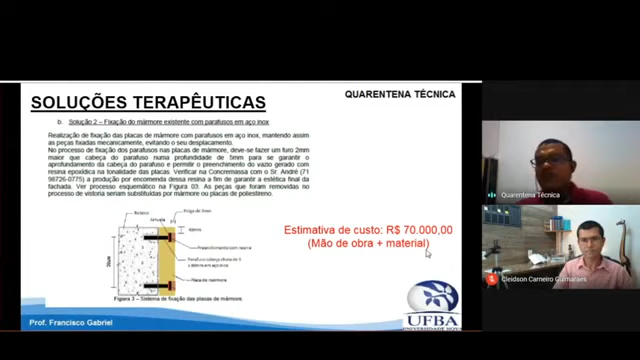 SOLUÇÕES TERAPÊUTICAS
QUARENTENA TÉCNICA
b. Solução 2 – Fixação do mármore existente com parafusos em aço inox
Realização de fixação das placas de mármore com parafusos em aço inox, mantendo assim
as peças fixadas mecanicamente, evitando o seu deslocamento.
No processo de fixação dos parafusos nas placas de mármore, deve-se fazer um furo 2mm
maior que cabeça do parafuso numa profundidade de 5mm para se garantir o
aprofundamento da cabeça do parafuso e permitir o preenchimento do vazio gerado com
resina epoxídica na tonalidade das placas. Verificar na Concremassa com o Sr. André (71
98726-0775) a produção por encomenda dessa resina a fim de garantir a estética final da
fachada. Ver processo esquemático na Figura 03. As peças que foram removidas no
processo de vistoria seriam substituídas por mármore ou placas de poliestireno.
Estimativa de custo: R$ 70.000,00
(Mão de obra + material)
Preenchimento com resina
Placa de mármore
Figura 3 – Sistema de fixação das placas de mármore.
Prof. Francisco Gabriel
UFBA
Quarentena Técnica
Cleidson Carneiro Guimaraes